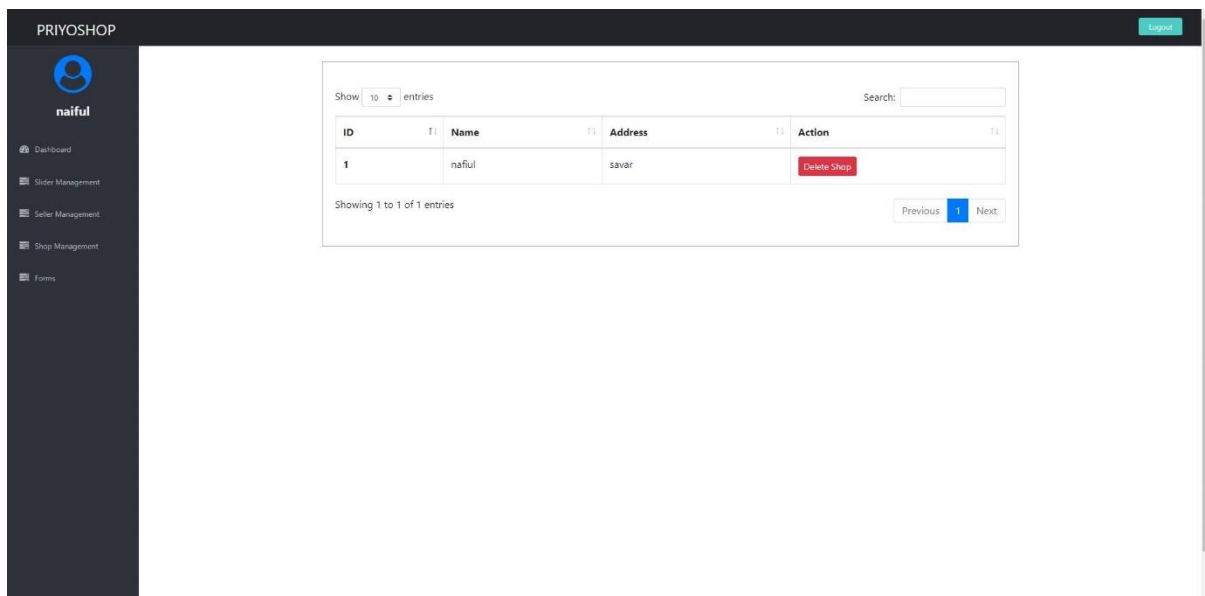 PRIYOSHOP
Logout
naiful
Dashboard
Slider Management
Seller Management
Shop Management
Forms
Show 10 entries
Search:
ID Name Address Action
1 nafiul savar Delete Shop
Showing 1 to 1 of 1 entries
Previous 1 Next